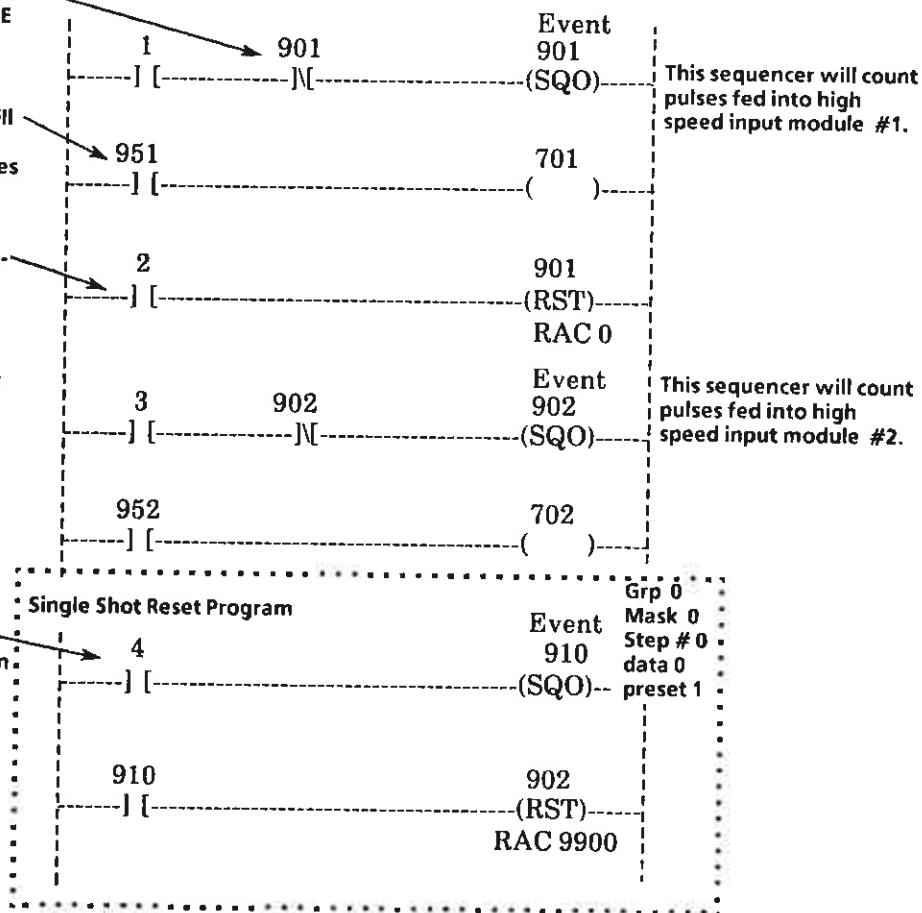 E
Event
1 901 901
] [ ]\[ (SQO)
This sequencer will count
pulses fed into high
speed input module #1.
FII
951 701
es
] [ ( )
-
2 901
] [ (RST)
RAC 0
Event
3 902 902
] [ ]\[ (SQO)
This sequencer will count
pulses fed into high
speed input module #2.
952 702
] [ ( )
Single Shot Reset Program
Grp 0
Mask 0
Step # 0
data 0
preset 1
Event
4 910
n
] [ (SQO)
910 902
] [ (RST)
RAC 9900